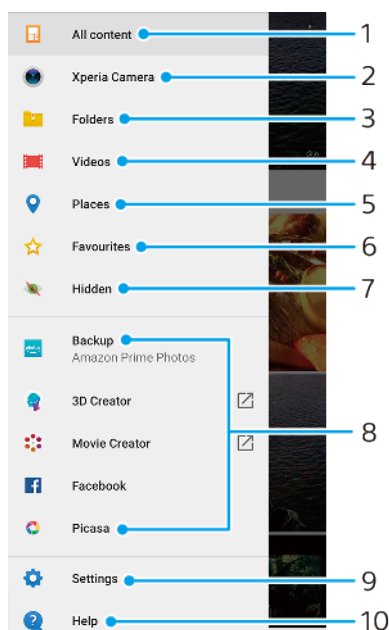 All content 1
Xperia Camera 2
Folders 3
Videos 4
Places 5
Favourites 6
Hidden 7
Backup
Amazon Prime Photos
3D Creator
Movie Creator 8
Facebook
Picasa
Settings 9
Help 10